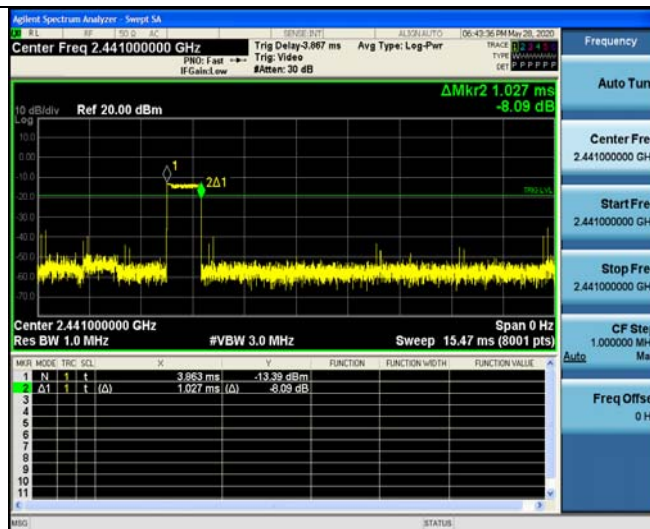 Agilent Spectrum Analyzer - Swept SA
RL RF 50 Ω AC SENSE:INT ALIGN AUTO 06:43:36 PM May 28, 2020
Center Freq 2.441000000 GHz
PNO: Fast
IFGain:Low
Trig Delay-3.867 ms
Trig: Video
#Atten: 30 dB
Avg Type: Log-Pwr
TRACE 1 2 3 4 5 6
TYPE
DET P P P P P P
ΔMkr2 1.027 ms
-8.09 dB
10 dB/div Ref 20.00 dBm
Log
10.0
0.00
-10.0
-20.0
-30.0
-40.0
-50.0
-60.0
-70.0
1
2Δ1
TRIG LVL
Center 2.441000000 GHz Span 0 Hz
Res BW 1.0 MHz #VBW 3.0 MHz Sweep 15.47 ms (8001 pts)
MKR MODE TRC SCL X Y FUNCTION FUNCTION WIDTH FUNCTION VALUE
1 N 1 t 3.863 ms -13.39 dBm
2 Δ1 1 t (Δ) 1.027 ms (Δ) -8.09 dB
3
4
5
6
7
8
9
10
11
MSG STATUS
Frequency
Auto Tun
Center Fre
2.441000000 GH
Start Fre
2.441000000 GH
Stop Fre
2.441000000 GH
CF Ste
1.000000 MH
Auto Ma
Freq Offse
0 H